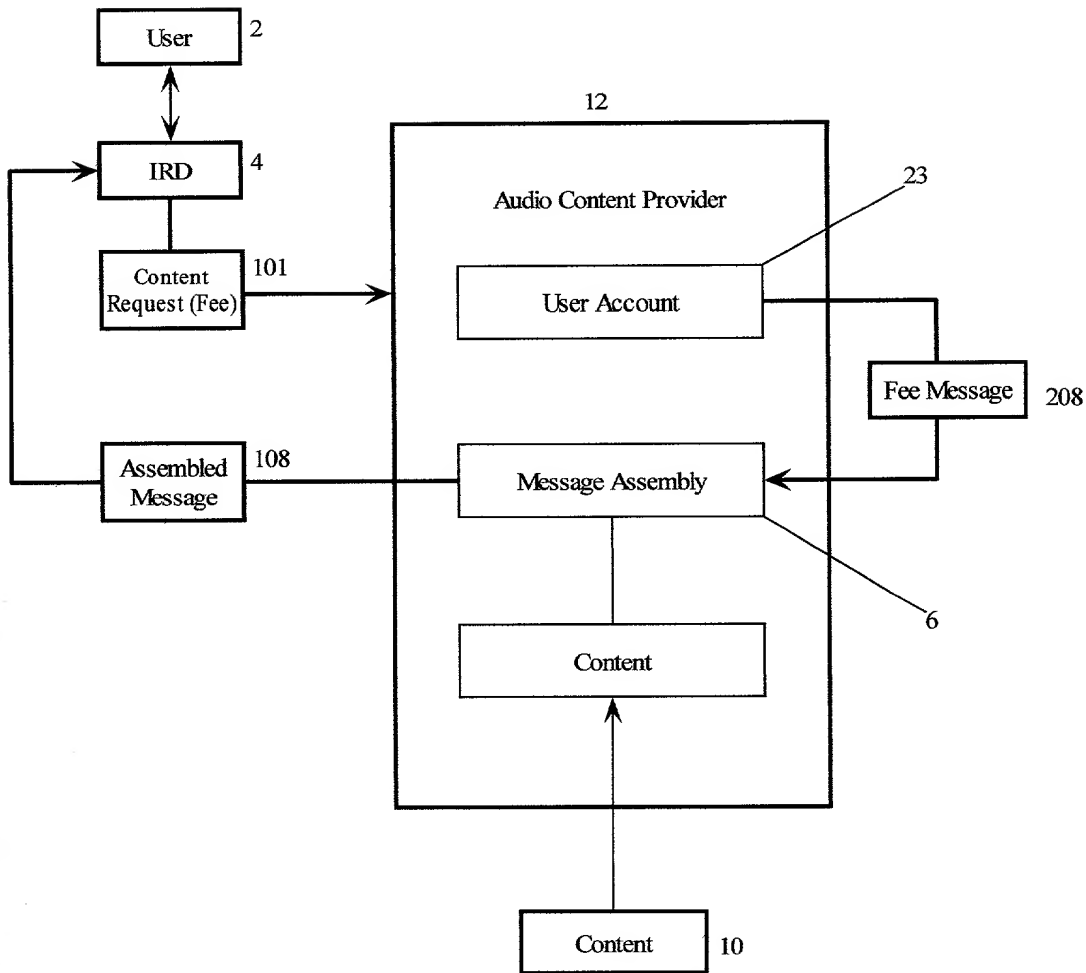 User
2
12
IRD
4
23
Audio Content Provider
Content
Request (Fee)
101
User Account
Fee Message
208
Assembled
Message
108
Message Assembly
6
Content
Content
10